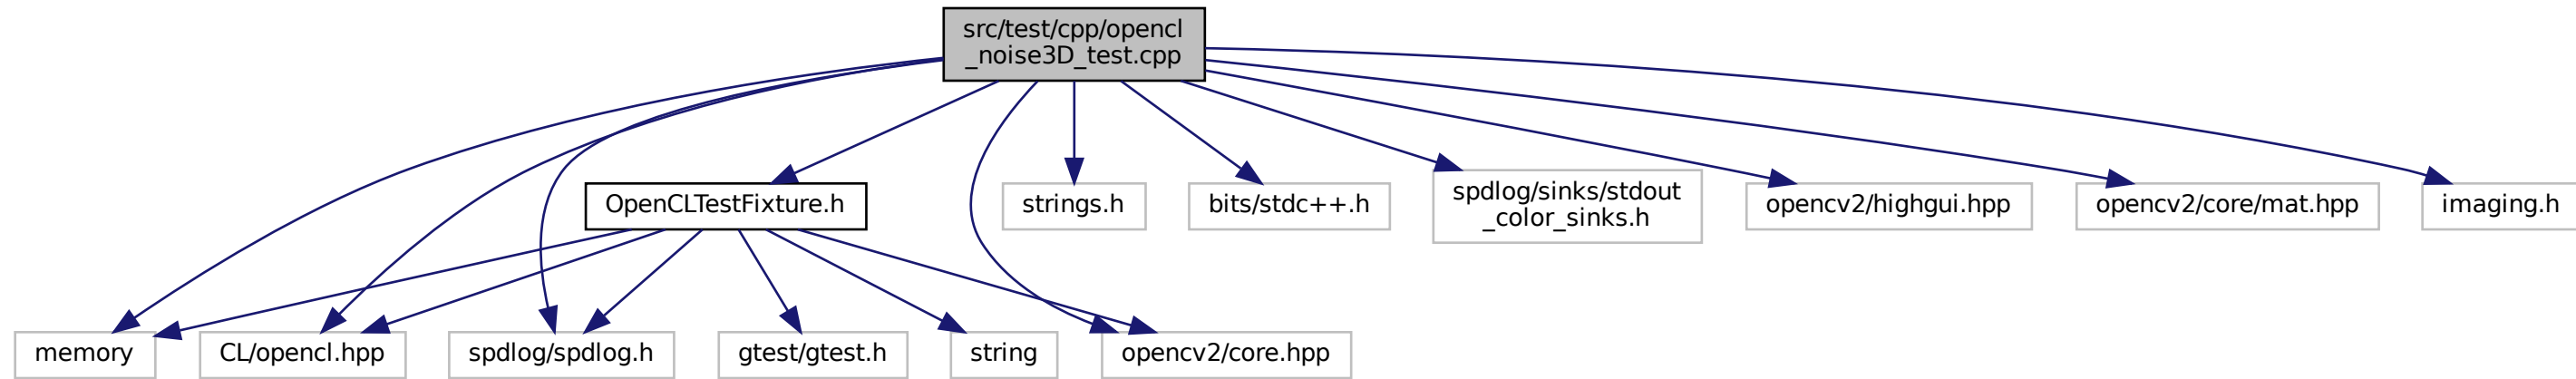 src/test/cpp/opencl
_noise3D_test.cpp
OpenCLTestFixture.h
strings.h
bits/stdc++.h
spdlog/sinks/stdout
_color_sinks.h
opencv2/highgui.hpp
opencv2/core/mat.hpp
imaging.h
memory
CL/opencl.hpp
spdlog/spdlog.h
gtest/gtest.h
string
opencv2/core.hpp